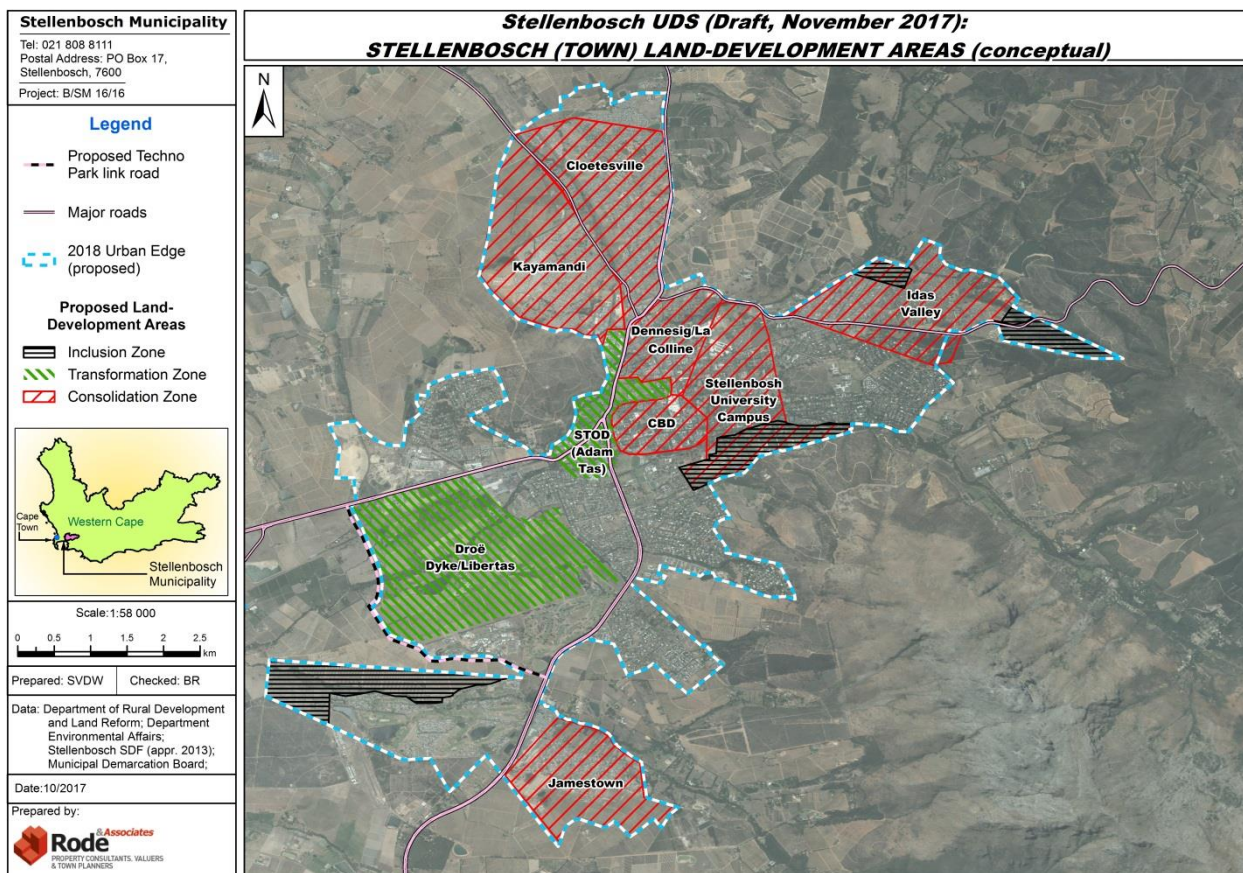 Stellenbosch Municipality
Tel: 021 808 8111
Postal Address: PO Box 17,
Stellenbosch, 7600
Project: B/SM 16/16
Legend
Proposed Techno
Park link road
Major roads
2018 Urban Edge
(proposed)
Proposed Land-
Development Areas
Inclusion Zone
Transformation Zone
Consolidation Zone
Cape
Town
Western Cape
Stellenbosch
Municipality
Scale:1:58 000
0 0.5 1 1.5 2 2.5
km
Prepared: SVDW
Checked: BR
Data: Department of Rural Development
and Land Reform; Department
Environmental Affairs;
Stellenbosch SDF (appr. 2013);
Municipal Demarcation Board;
Date:10/2017
Prepared by:
Rode
&Associates
PROPERTY CONSULTANTS, VALUERS
& TOWN PLANNERS
Stellenbosch UDS (Draft, November 2017):
STELLENBOSCH (TOWN) LAND-DEVELOPMENT AREAS (conceptual)
N
Cloetesville
Kayamandi
Idas
Valley
Dennesig/La
Colline
Stellenbosh
University
Campus
CBD
STOD
(Adam
Tas)
Droë
Dyke/Libertas
Jamestown